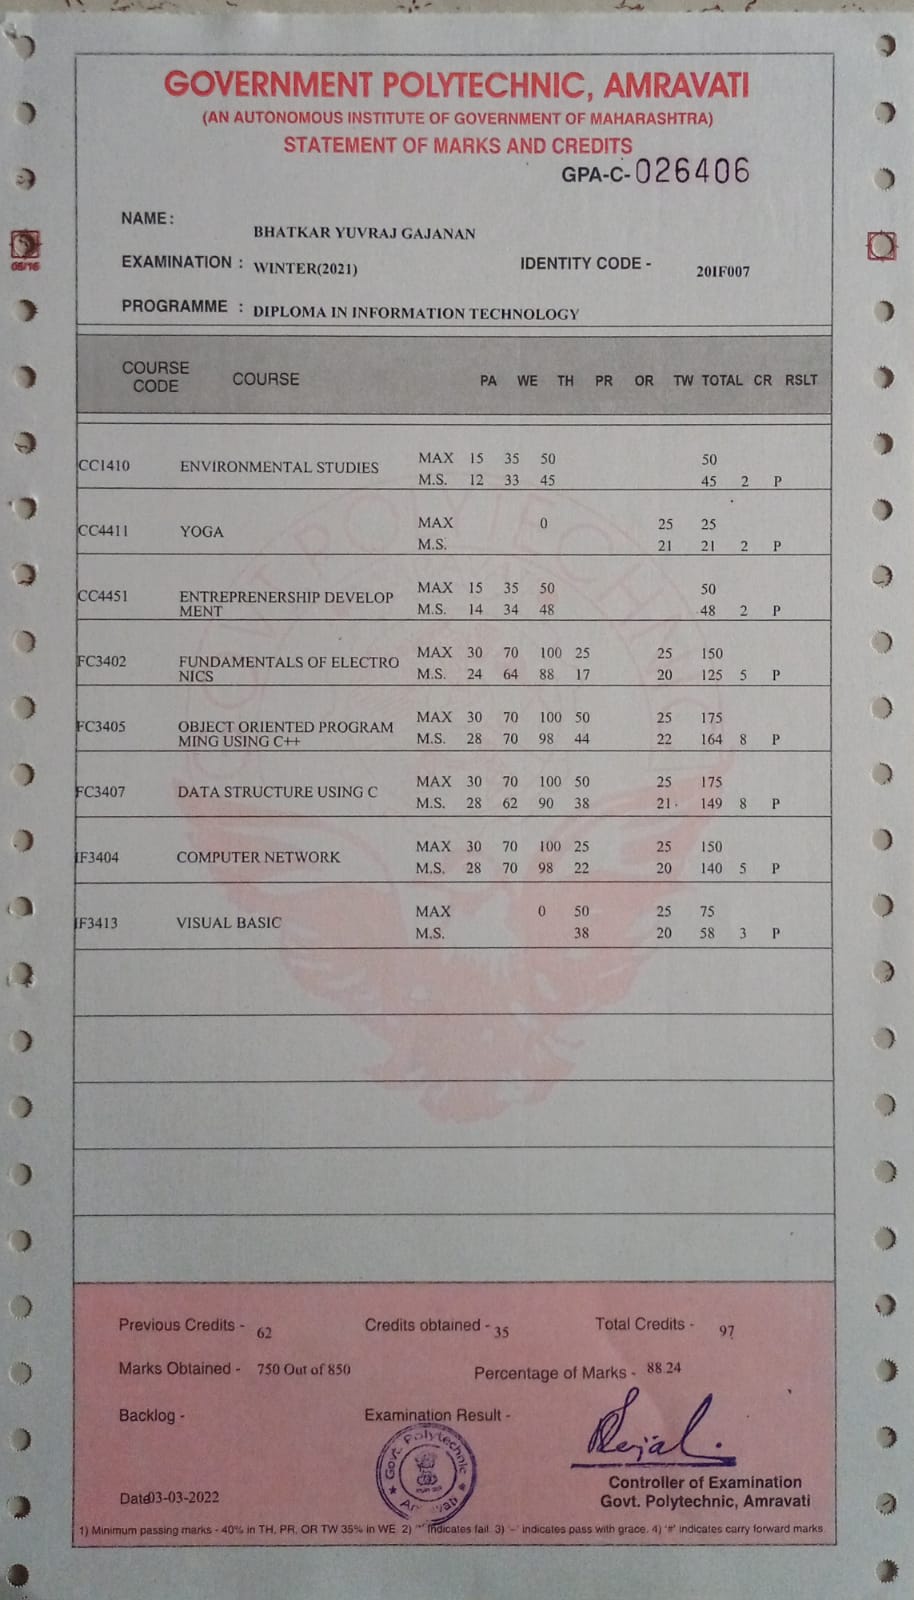 GOVERNMENT POLYTECHNIC, AMRAVATI
(AN AUTONOMOUS INSTITUTE OF GOVERNMENT OF MAHARASHTRA)
STATEMENT OF MARKS AND CREDITS
GPA-C-026406
NAME: BHATKAR YUVRAJ GAJANAN
EXAMINATION : WINTER(2021) IDENTITY CODE - 20IF007
06/16
PROGRAMME : DIPLOMA IN INFORMATION TECHNOLOGY
COURSE CODE COURSE PA WE TH PR OR TW TOTAL CR RSLT
CC1410 ENVIRONMENTAL STUDIES MAX 15 35 50 50
M.S. 12 33 45 45 2 P
CC4411 YOGA MAX 0 25 25
M.S. 21 21 2 P
CC4451 ENTREPRENERSHIP DEVELOP MAX 15 35 50 50
MENT M.S. 14 34 48 48 2 P
FC3402 FUNDAMENTALS OF ELECTRO MAX 30 70 100 25 25 150
NICS M.S. 24 64 88 17 20 125 5 P
FC3405 OBJECT ORIENTED PROGRAM MAX 30 70 100 50 25 175
MING USING C++ M.S. 28 70 98 44 22 164 8 P
FC3407 DATA STRUCTURE USING C MAX 30 70 100 50 25 175
M.S. 28 62 90 38 21 149 8 P
IF3404 COMPUTER NETWORK MAX 30 70 100 25 25 150
M.S. 28 70 98 22 20 140 5 P
IF3413 VISUAL BASIC MAX 0 50 25 75
M.S. 38 20 58 3 P
Previous Credits - 62 Credits obtained - 35 Total Credits - 97
Marks Obtained - 750 Out of 850 Percentage of Marks - 88.24
Backlog - Examination Result -
Govt. Polytechnic
Amravati
Controller of Examination
Date03-03-2022 Govt. Polytechnic, Amravati
1) Minimum passing marks - 40% in TH, PR, OR TW 35% in WE. 2) '*' Indicates fail. 3) '~' indicates pass with grace. 4) '#' indicates carry forward marks.